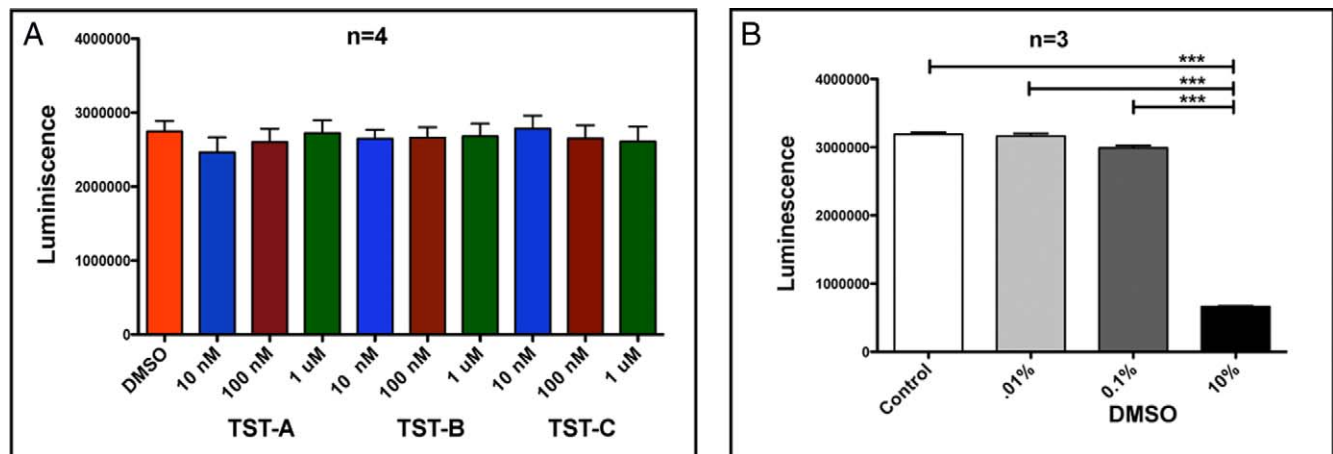 A
n=4
Luminiscence
4000000
3000000
2000000
1000000
0
DMSO
10 nM
100 nM
1 uM
10 nM
100 nM
1 uM
10 nM
100 nM
1 uM
TST-A
TST-B
TST-C
B
n=3
***
***
***
Luminescence
4000000
3000000
2000000
1000000
0
Control
.01%
0.1%
10%
DMSO